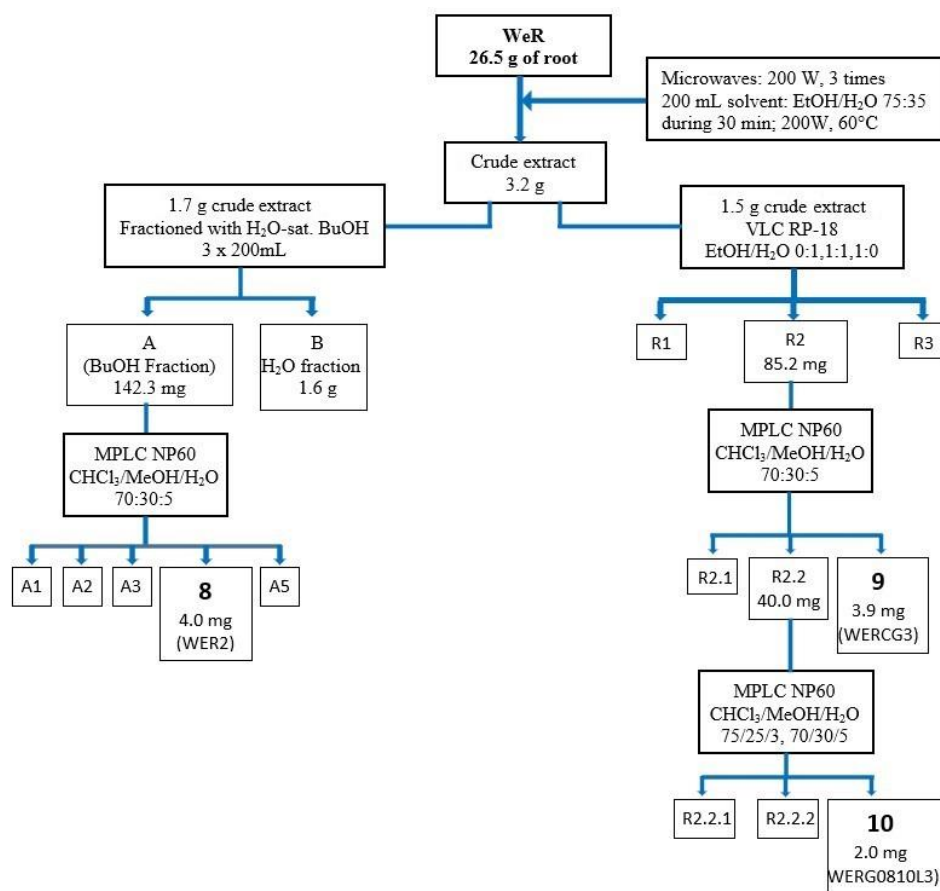 WeR
26.5 g of root
Microwaves: 200 W, 3 times
200 mL solvent: EtOH/H₂O 75:35
during 30 min; 200W, 60°C
Crude extract
3.2 g
1.7 g crude extract
Fractioned with H₂O-sat. BuOH
3 x 200mL
1.5 g crude extract
VLC RP-18
EtOH/H₂O 0:1,1:1,1:0
A
(BuOH Fraction)
142.3 mg
B
H₂O fraction
1.6 g
R1
R2
85.2 mg
R3
MPLC NP60
CHCl₃/MeOH/H₂O
70:30:5
MPLC NP60
CHCl₃/MeOH/H₂O
70:30:5
A1
A2
A3
8
4.0 mg
(WER2)
A5
R2.1
R2.2
40.0 mg
9
3.9 mg
(WERCG3)
MPLC NP60
CHCl₃/MeOH/H₂O
75/25/3, 70/30/5
R2.2.1
R2.2.2
10
2.0 mg
WERG0810L3)